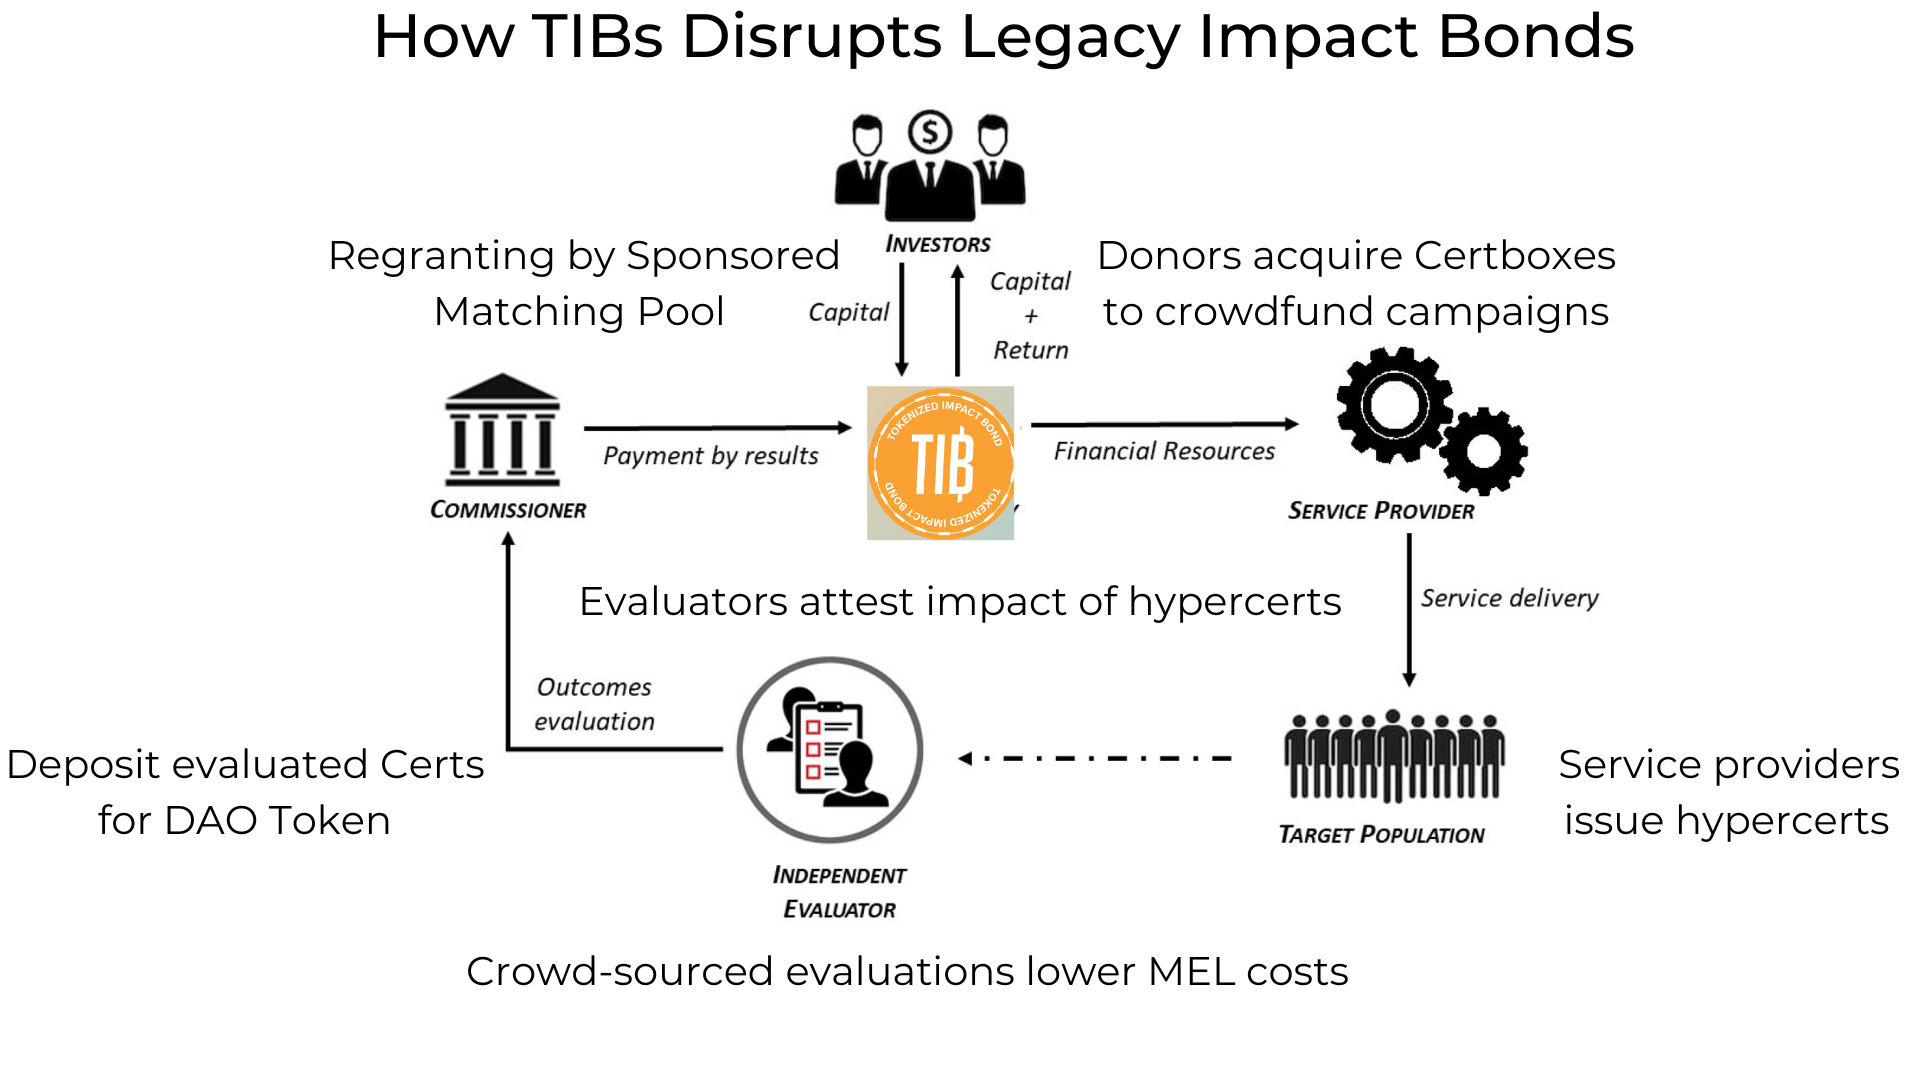 How TIBs Disrupts Legacy Impact Bonds
INVESTORS
Regranting by Sponsored
Matching Pool
Capital
Capital
+
Return
Donors acquire Certboxes
to crowdfund campaigns
COMMISSIONER
Payment by results
TOKENIZED IMPACT BOND
TIB
TOKENIZED IMPACT BOND
Financial Resources
SERVICE PROVIDER
Evaluators attest impact of hypercerts
Service delivery
Outcomes
evaluation
Deposit evaluated Certs
for DAO Token
INDEPENDENT
EVALUATOR
TARGET POPULATION
Service providers
issue hypercerts
Crowd-sourced evaluations lower MEL costs